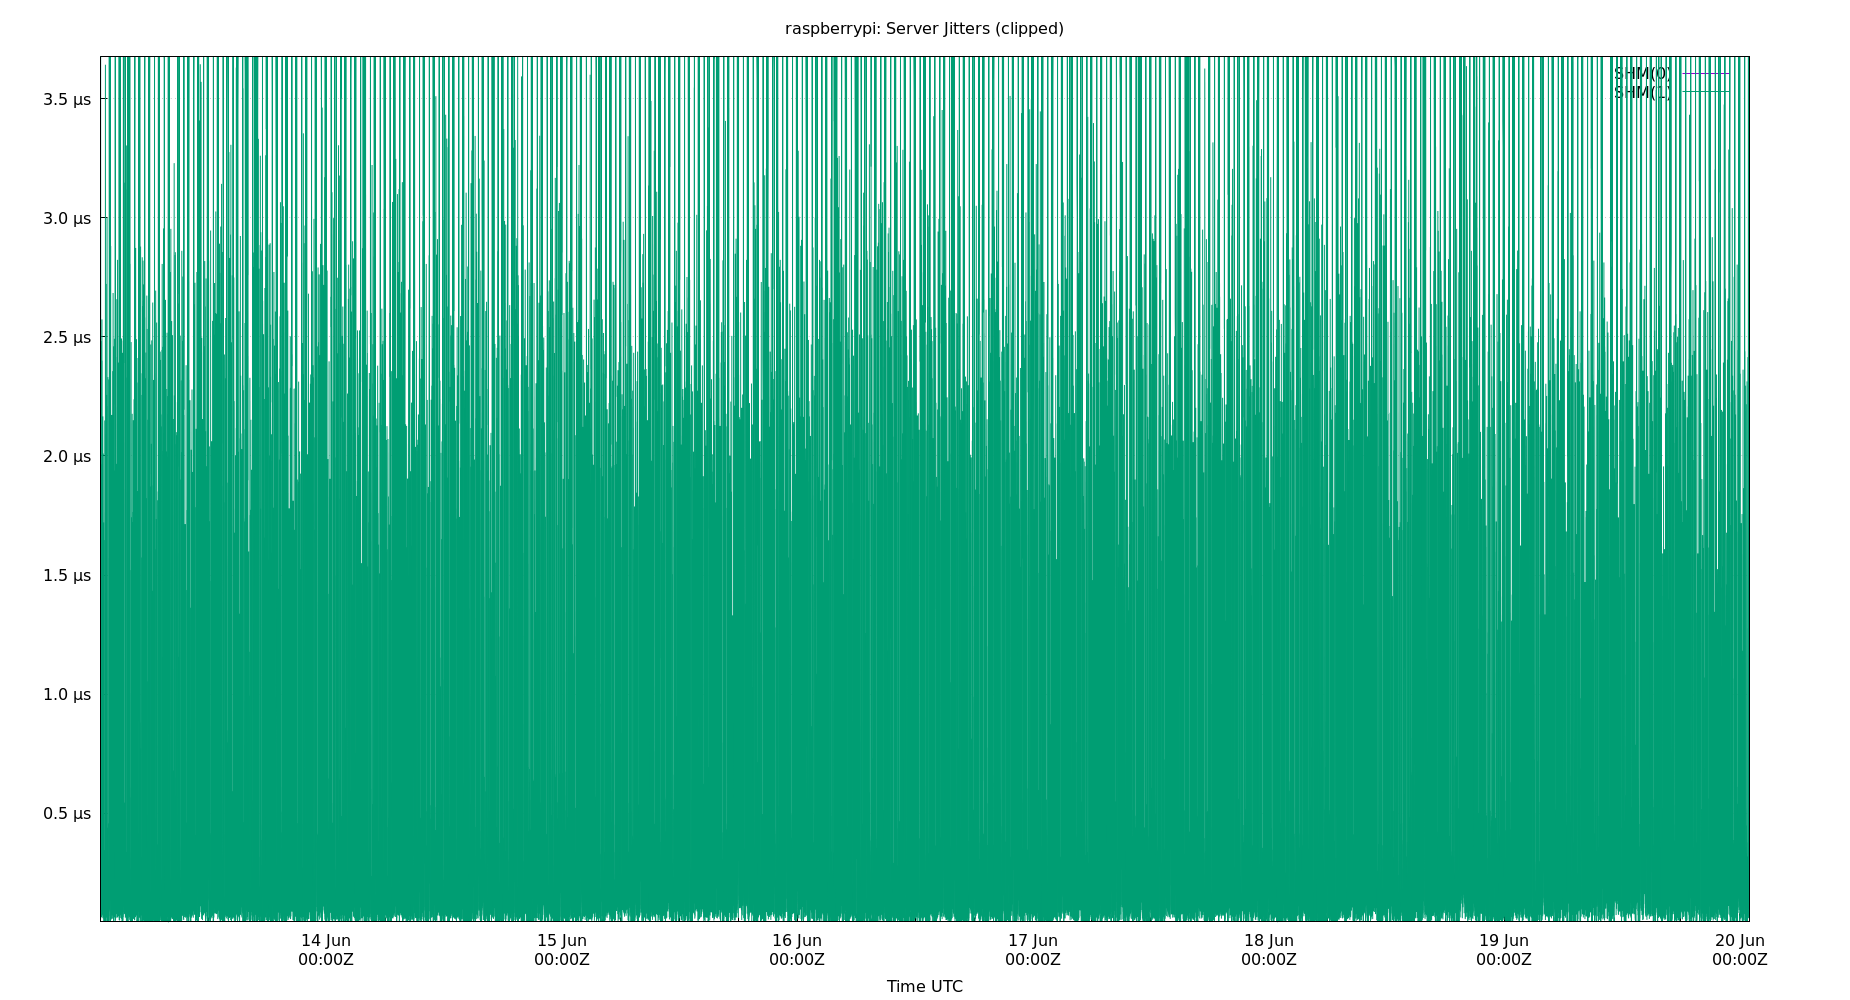 raspberrypi: Server Jitters (clipped)
SHM(0)
SHM(1)
3.5 µs
3.0 µs
2.5 µs
2.0 µs
1.5 µs
1.0 µs
0.5 µs
14 Jun 15 Jun 16 Jun 17 Jun 18 Jun 19 Jun 20 Jun
00:00Z 00:00Z 00:00Z 00:00Z 00:00Z 00:00Z 00:00Z
Time UTC